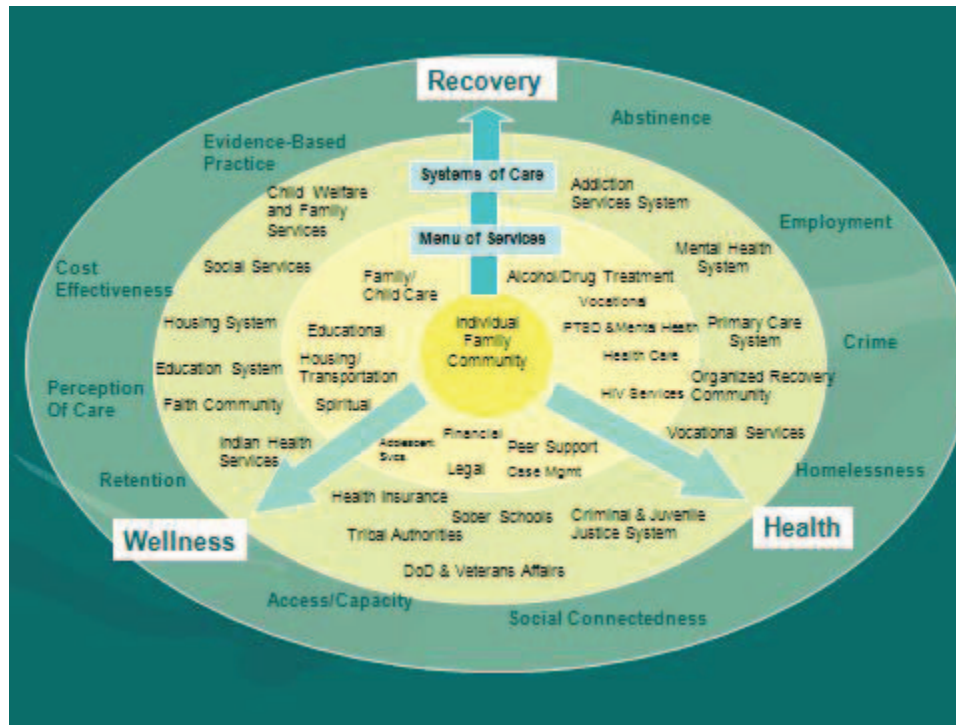 Recovery
Abstinence
Evidence-Based
Practice
Systems of Care
Child Welfare
and Family
Services
Addiction
Services System
Employment
Menu of Services
Mental Health
System
Cost
Effectiveness
Social Services
Family/
Child Care
Alcohol/Drug Treatment
Vocational
Housing System
Educational
Individual
Family
Community
PTSD & Mental Health
Primary Care
System
Crime
Education System
Housing/
Transportation
Health Care
Organized Recovery
Community
Perception
Of Care
Faith Community
Spiritual
HIV Services
Indian Health
Services
Adolescent
Svcs.
Financial
Legal
Peer Support
Case Mgmt
Vocational Services
Retention
Homelessness
Health Insurance
Sober Schools
Tribal Authorities
Criminal & Juvenile
Justice System
Wellness
Health
DoD & Veterans Affairs
Access/Capacity
Social Connectedness